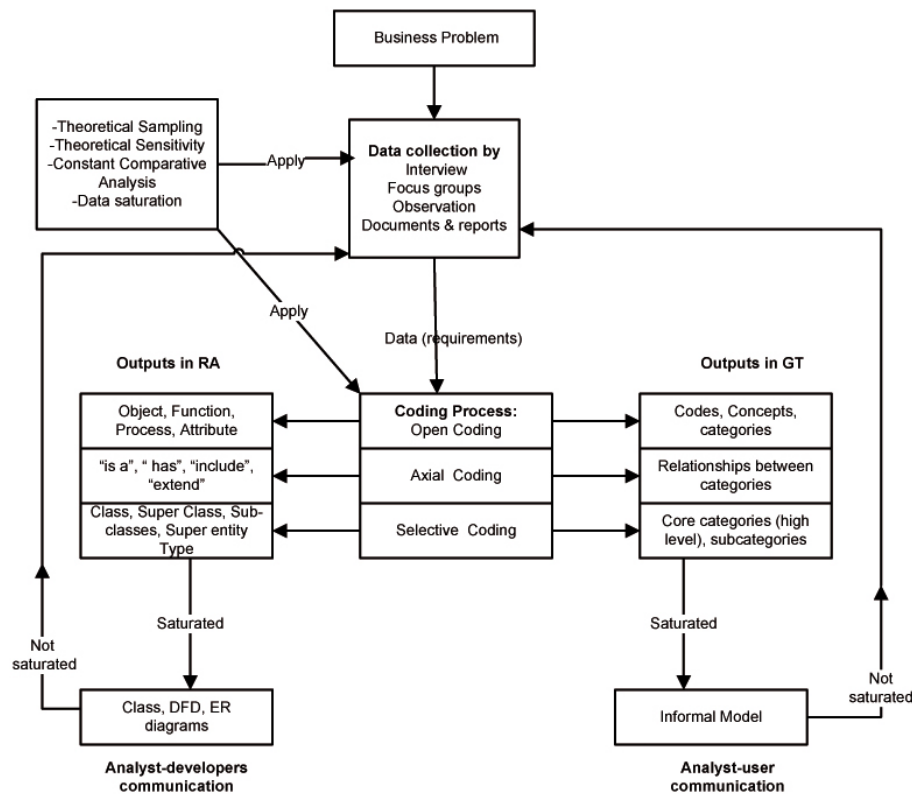 Business Problem
-Theoretical Sampling
-Theoretical Sensitivity
-Constant Comparative
Analysis
-Data saturation
Apply
Data collection by
Interview
Focus groups
Observation
Documents & reports
Apply
Data (requirements)
Outputs in RA
Outputs in GT
Object, Function,
Process, Attribute
Coding Process:
Open Coding
Codes, Concepts,
categories
“is a”, “ has”, “include”,
“extend”
Axial Coding
Relationships between
categories
Class, Super Class, Sub-
classes, Super entity
Type
Selective Coding
Core categories (high
level), subcategories
Saturated
Saturated
Not
saturated
Not
saturated
Class, DFD, ER
diagrams
Informal Model
Analyst-developers
communication
Analyst-user
communication